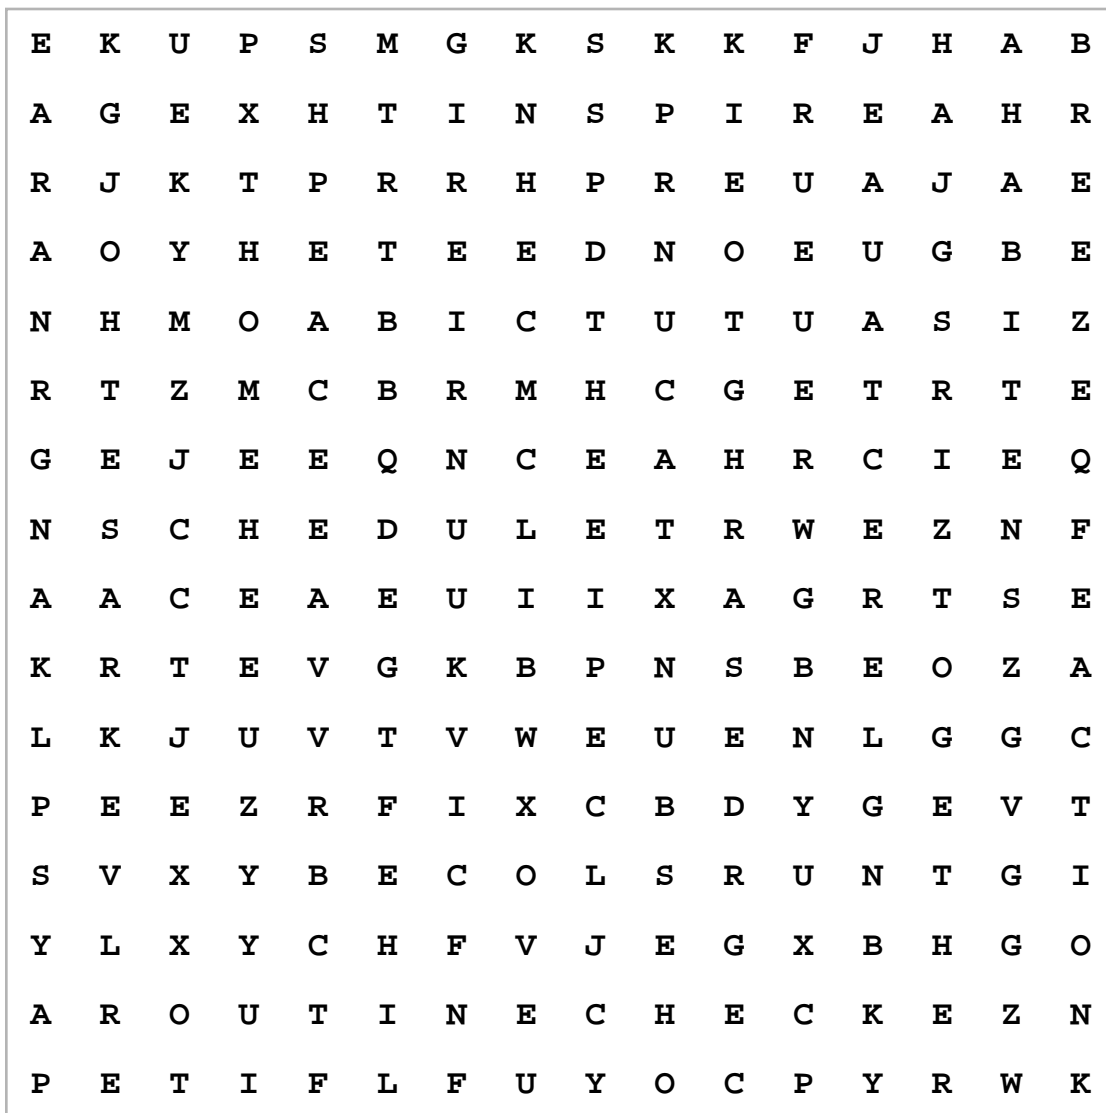 E K U P S M G K S K K F J H A B
A G E X H T I N S P I R E A H R
R J K T P R R H P R E U A J A E
A O Y H E T E E D N O E U G B E
N H M O A B I C T U T U A S I Z
R T Z M C B R M H C G E T R T E
G E J E E Q N C E A H R C I E Q
N S C H E D U L E T R W E Z N F
A A C E A E U I I X A G R T S E
K R T E V G K B P N S B E O Z A
L K J U V T V W E U E N L G G C
P E E Z R F I X C B D Y G E V T
S V X Y B E C O L S R U N T G I
Y L X Y C H F V J E G X B H G O
A R O U T I N E C H E C K E Z N
P E T I F L F U Y O C P Y R W K